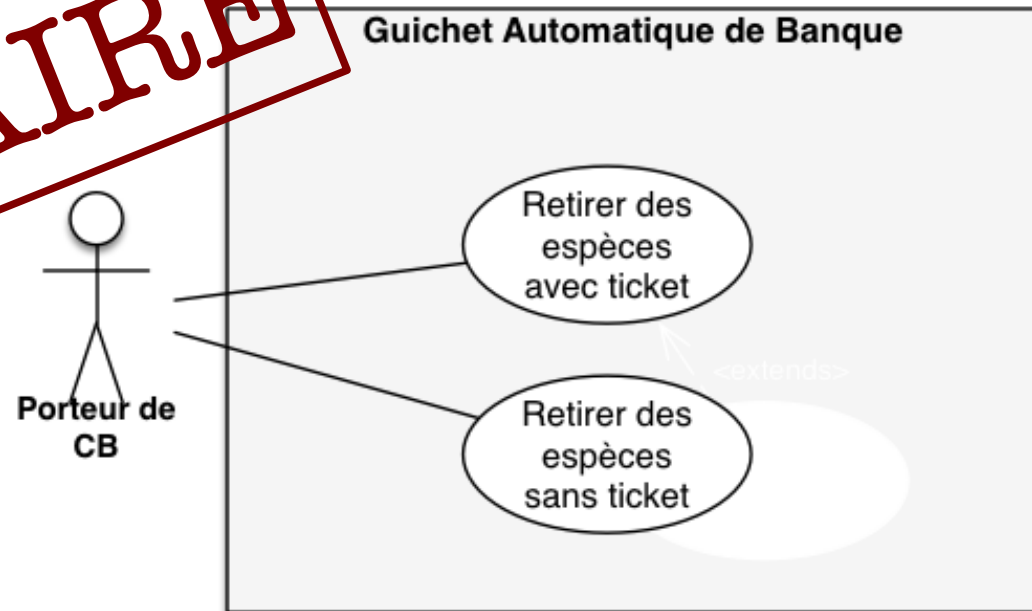 AIRE
Guichet Automatique de Banque
Retirer des
espèces
avec ticket
<extends>
Retirer des
espèces
sans ticket
Porteur de
CB